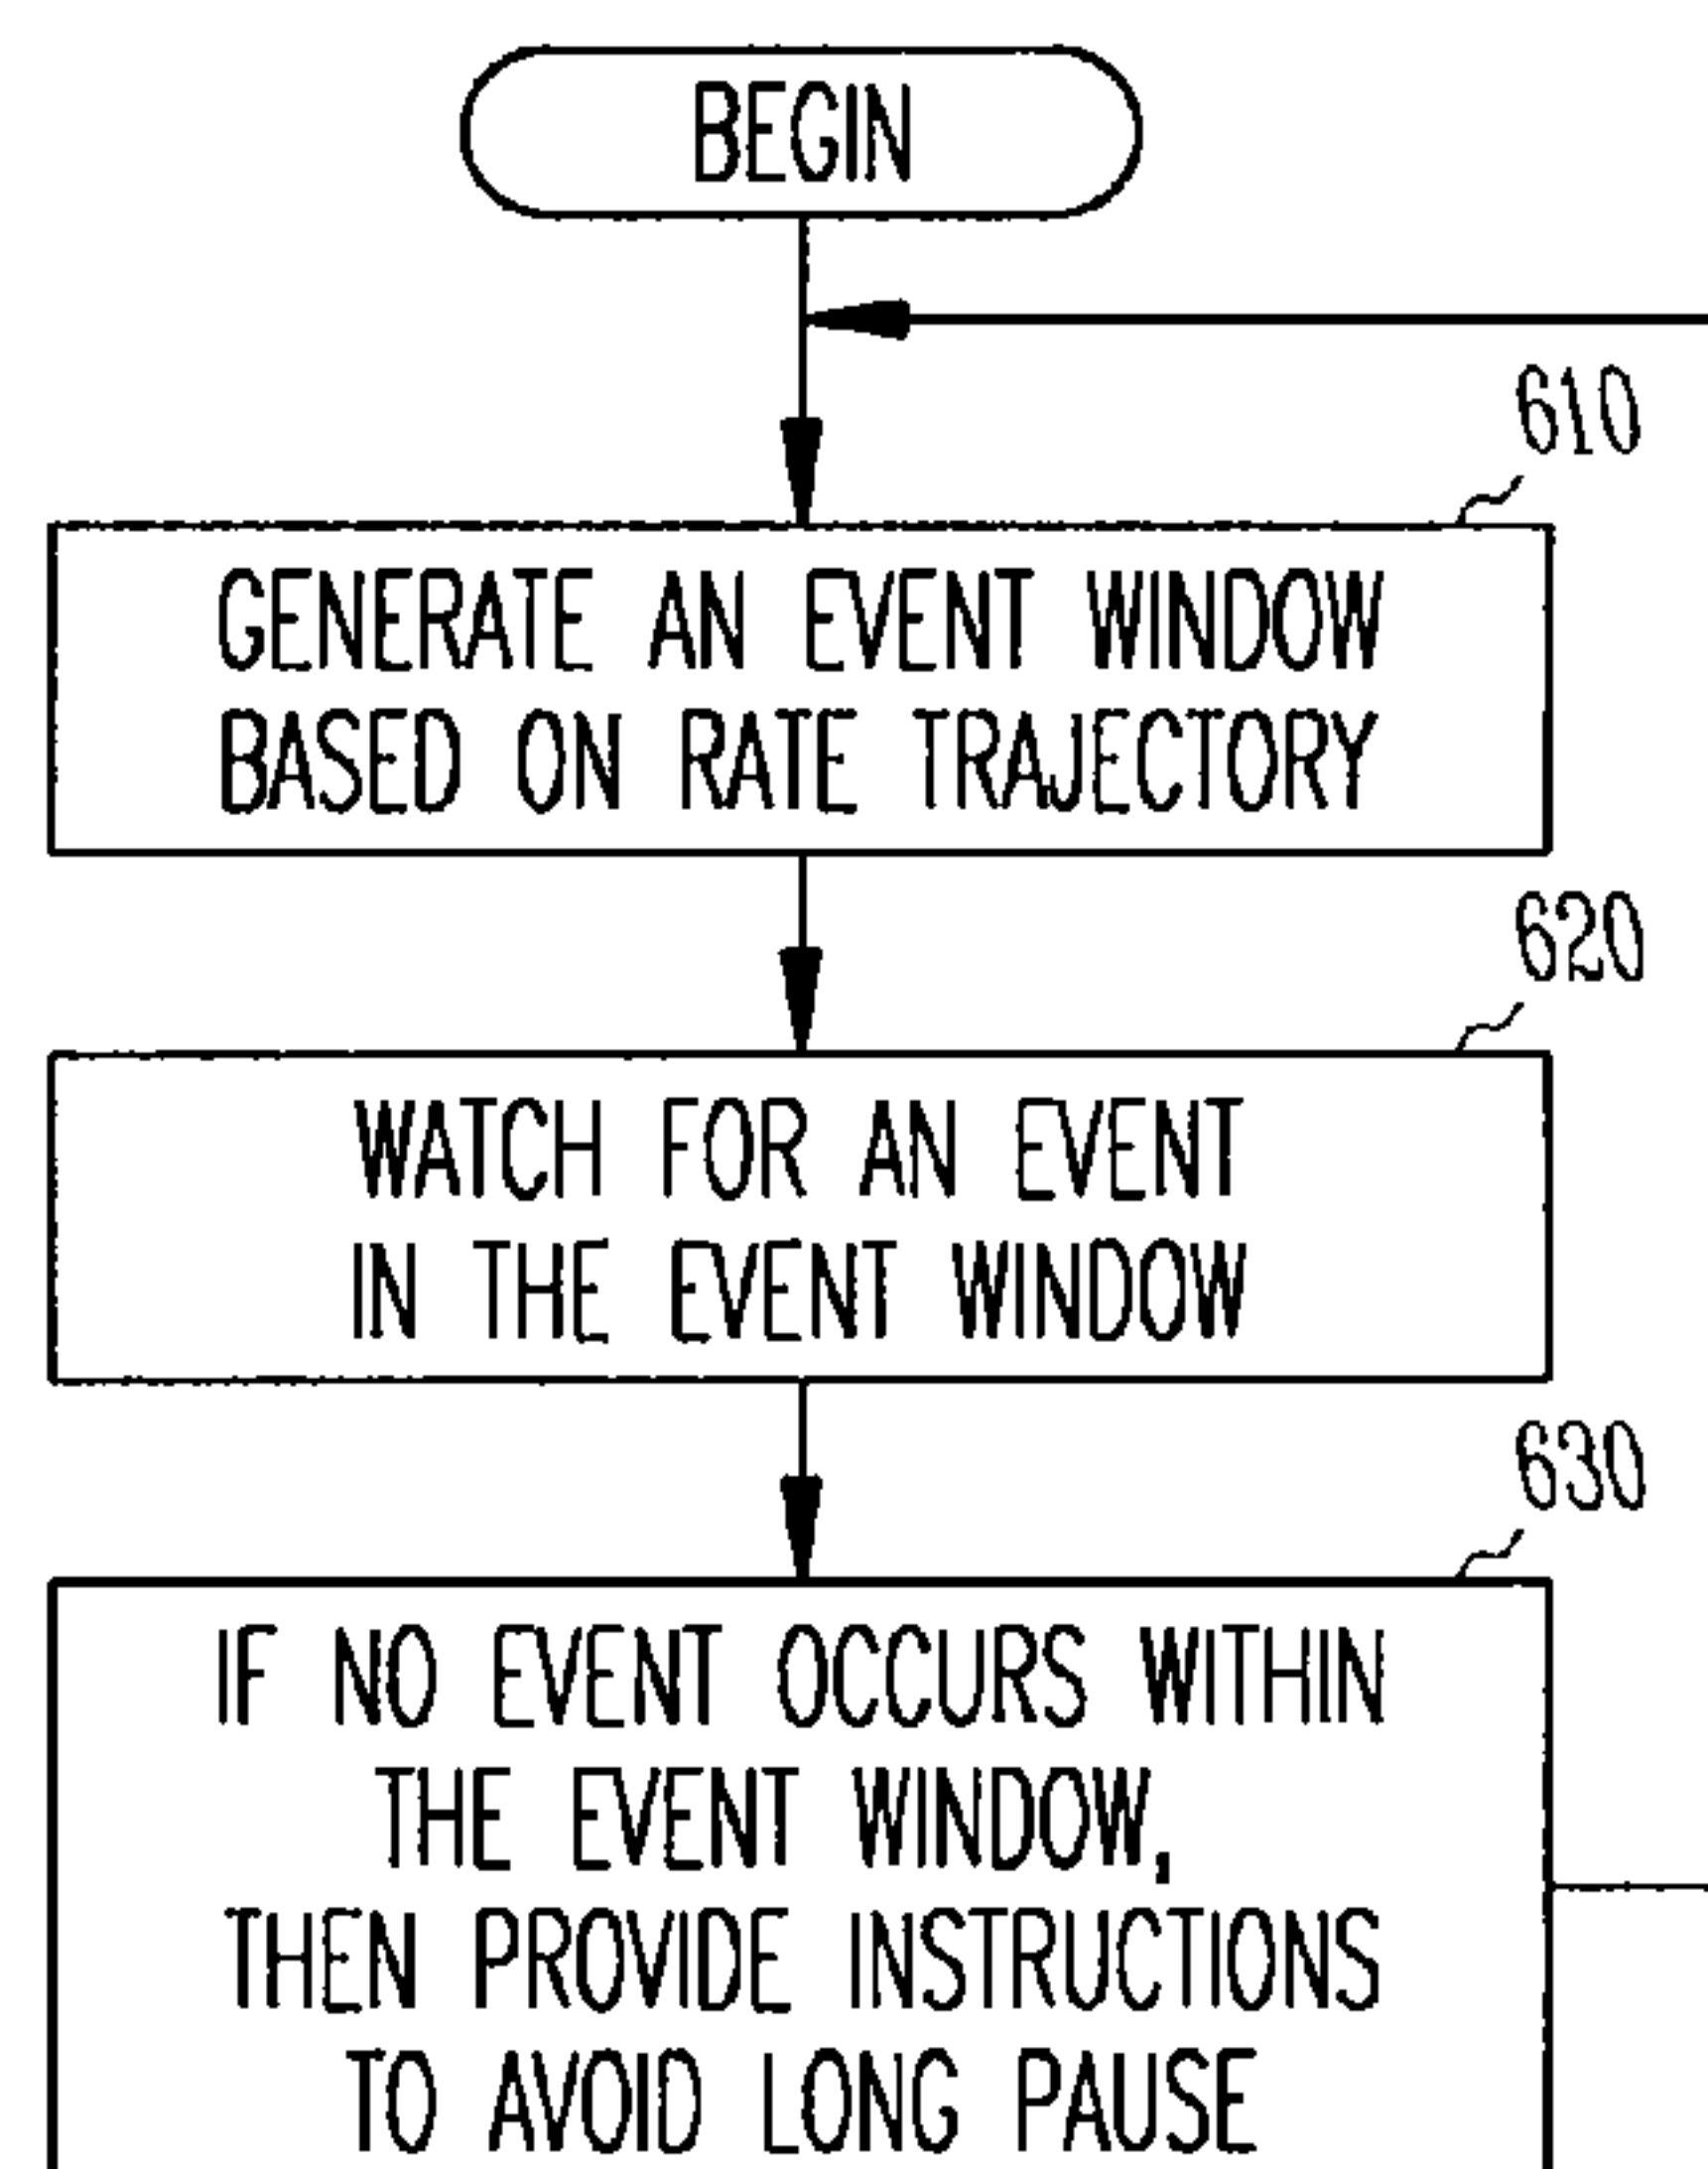 BEGIN
610
GENERATE AN EVENT WINDOW
BASED ON RATE TRAJECTORY
620
WATCH FOR AN EVENT
IN THE EVENT WINDOW
630
IF NO EVENT OCCURS WITHIN
THE EVENT WINDOW,
THEN PROVIDE INSTRUCTIONS
TO AVOID LONG PAUSE